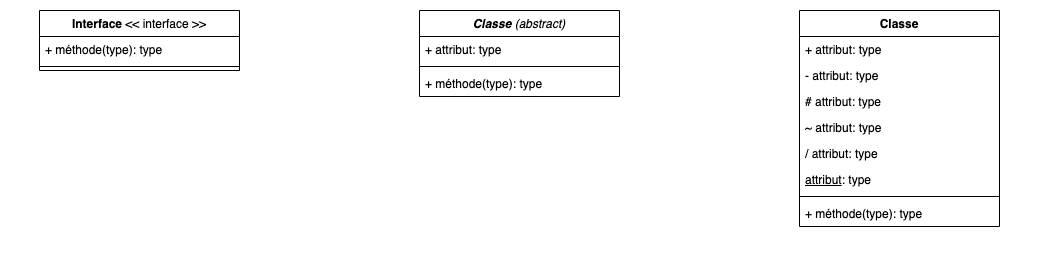 Interface << interface >>
+ méthode(type): type
Classe (abstract)
+ attribut: type
+ méthode(type): type
Classe
+ attribut: type
- attribut: type
# attribut: type
~ attribut: type
/ attribut: type
attribut: type
+ méthode(type): type